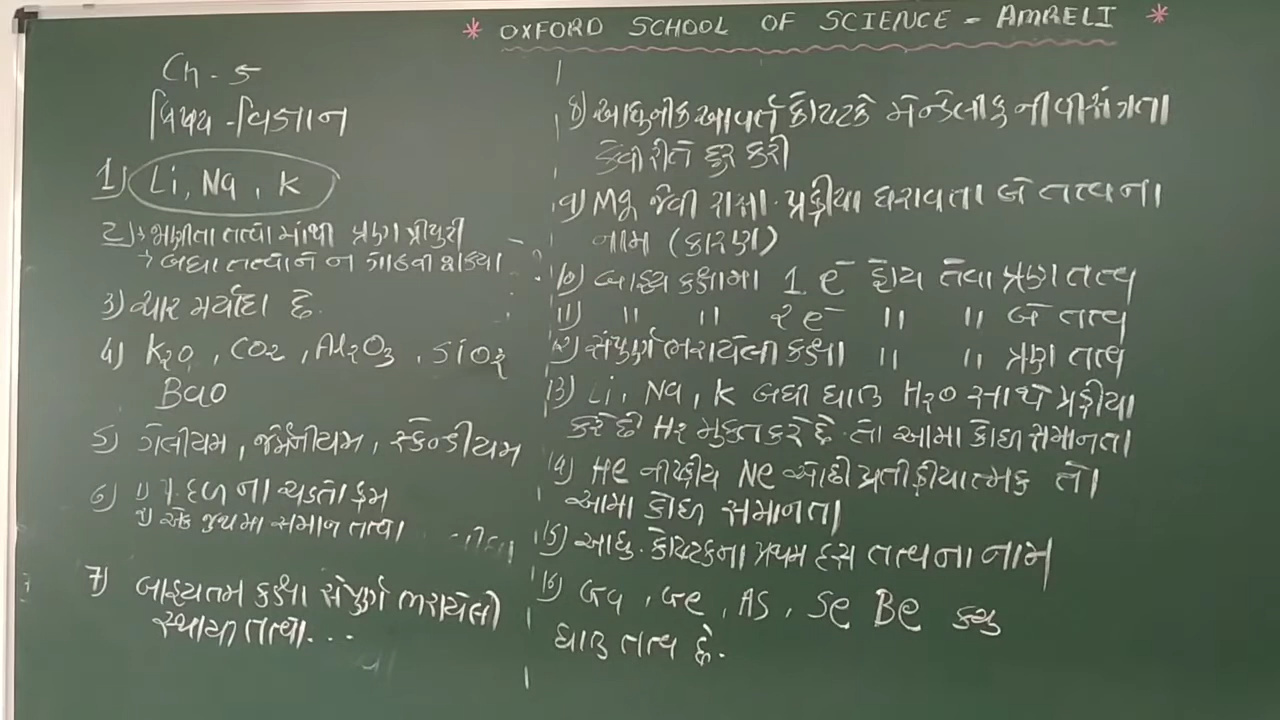 * OXFORD SCHOOL OF SCIENCE - AMRELI *
Ch - 5
વિષય - વિજ્ઞાન
1) Li, Na, K
2) → જાણીતા તત્વો માંથી ત્રણ ત્રીપુટી
→ બધા તત્વોને ન ગોઠવી શક્યા
3) ચાર મર્યાદા છે.
4) K2O, CO2, Al2O3, SiO2
BaO
5) ગેલીયમ, જર્મેનીયમ, સ્કેન્ડીયમ
6) 1) પ. દળ ના ચડતા ક્રમ
2) એક જુથમા સમાન તત્વો
7) બાહ્યતમ કક્ષા સંપુર્ણ ભરાયેલી
સ્થાયી તત્વો...
8) આધુનીક આવર્ત કોષ્ટકે મેન્ડેલીફ ની વીસંગતા
કેવી રીતે દુર કરી
9) Mg જેવી રાસા. પ્રક્રીયા ધરાવતા બે તત્વના
નામ (કારણ)
10) બાહ્ય કક્ષામા 1 e⁻ હોય તેવા ત્રણ તત્વ
11) " " 2 e⁻ " " બે તત્વ
12) સંપુર્ણ ભરાયેલી કક્ષા " " ત્રણ તત્વ
13) Li, Na, K બધી ધાતુ H2O સાથે પ્રક્રીયા
કરે છે H2 મુક્ત કરે છે. તો આમા કોઇ સમાનતા
14) He નીષ્ક્રીય Ne ઓછી પ્રતીક્રીયાત્મક તો
આમા કોઇ સમાનતા
15) આધુ. કોષ્ટકના પ્રથમ દસ તત્વના નામ
16) Ga, Ge, AS, Se Be કયુ
ધાતુ તત્વ છે.